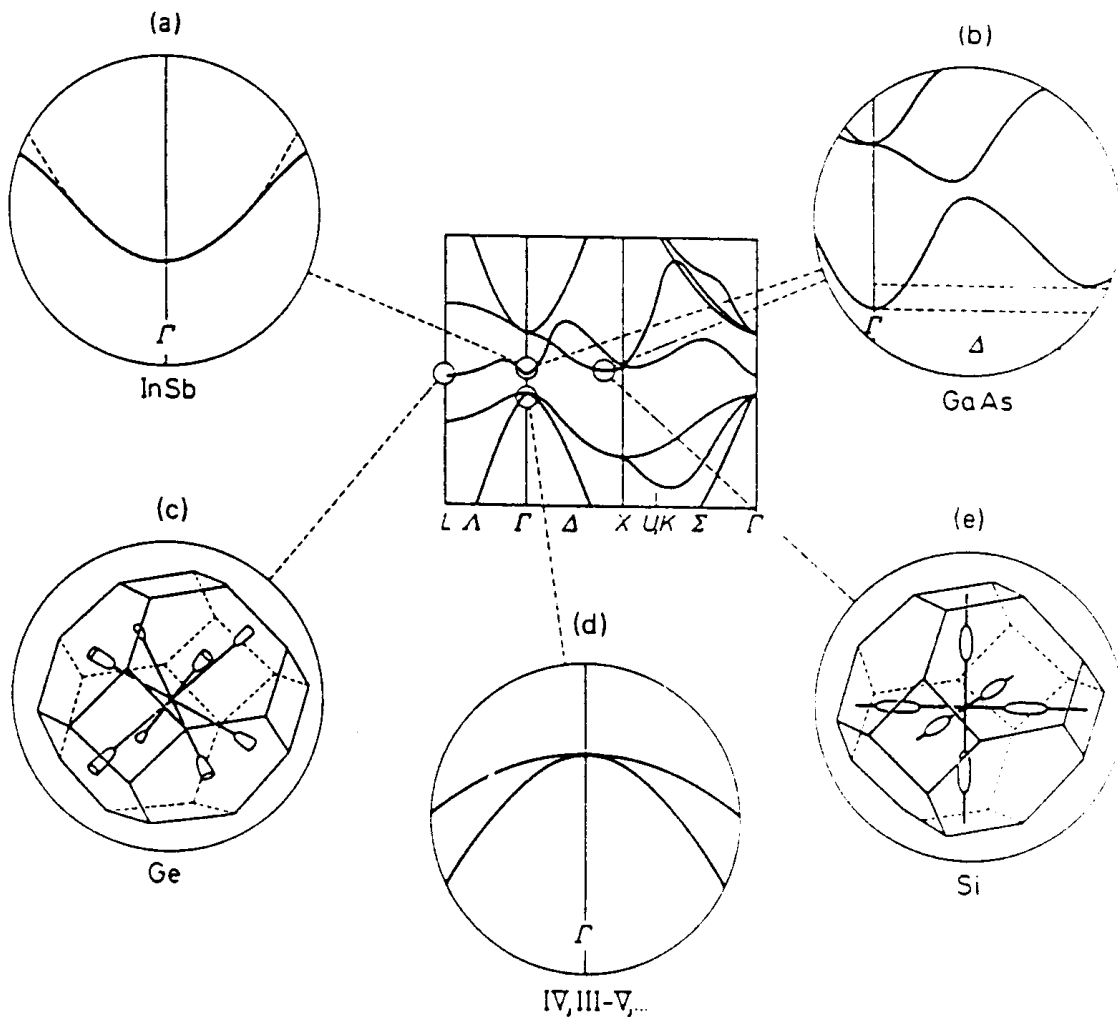 (a)
(b)
Γ
InSb
Γ
Δ
GaAs
L Λ Γ Δ X U,K Σ Γ
(c)
(e)
(d)
Ge
Si
Γ
IV, III-V,...